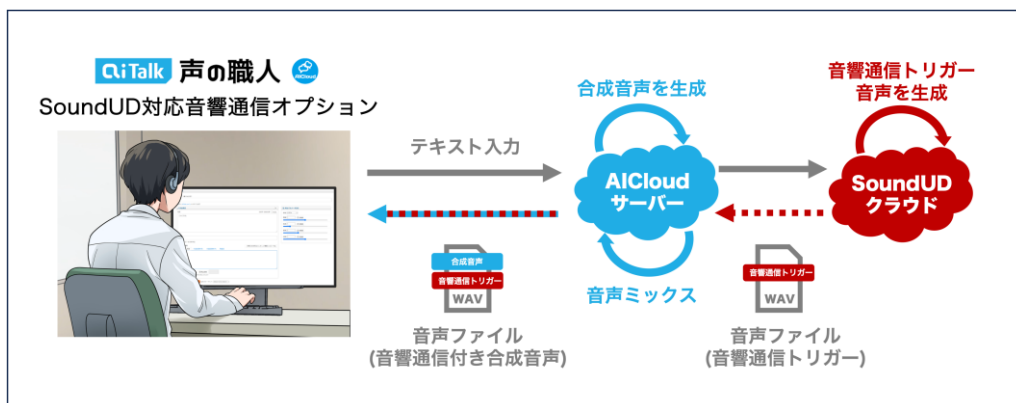 AiTalk 声の職人 AICloud
SoundUD対応音響通信オプション
テキスト入力
合成音声を生成
AICloud
サーバー
音声ミックス
音響通信トリガー
音声を生成
SoundUD
クラウド
合成音声
音響通信トリガー
WAV
音声ファイル
(音響通信付き合成音声)
音響通信トリガー
WAV
音声ファイル
(音響通信トリガー)